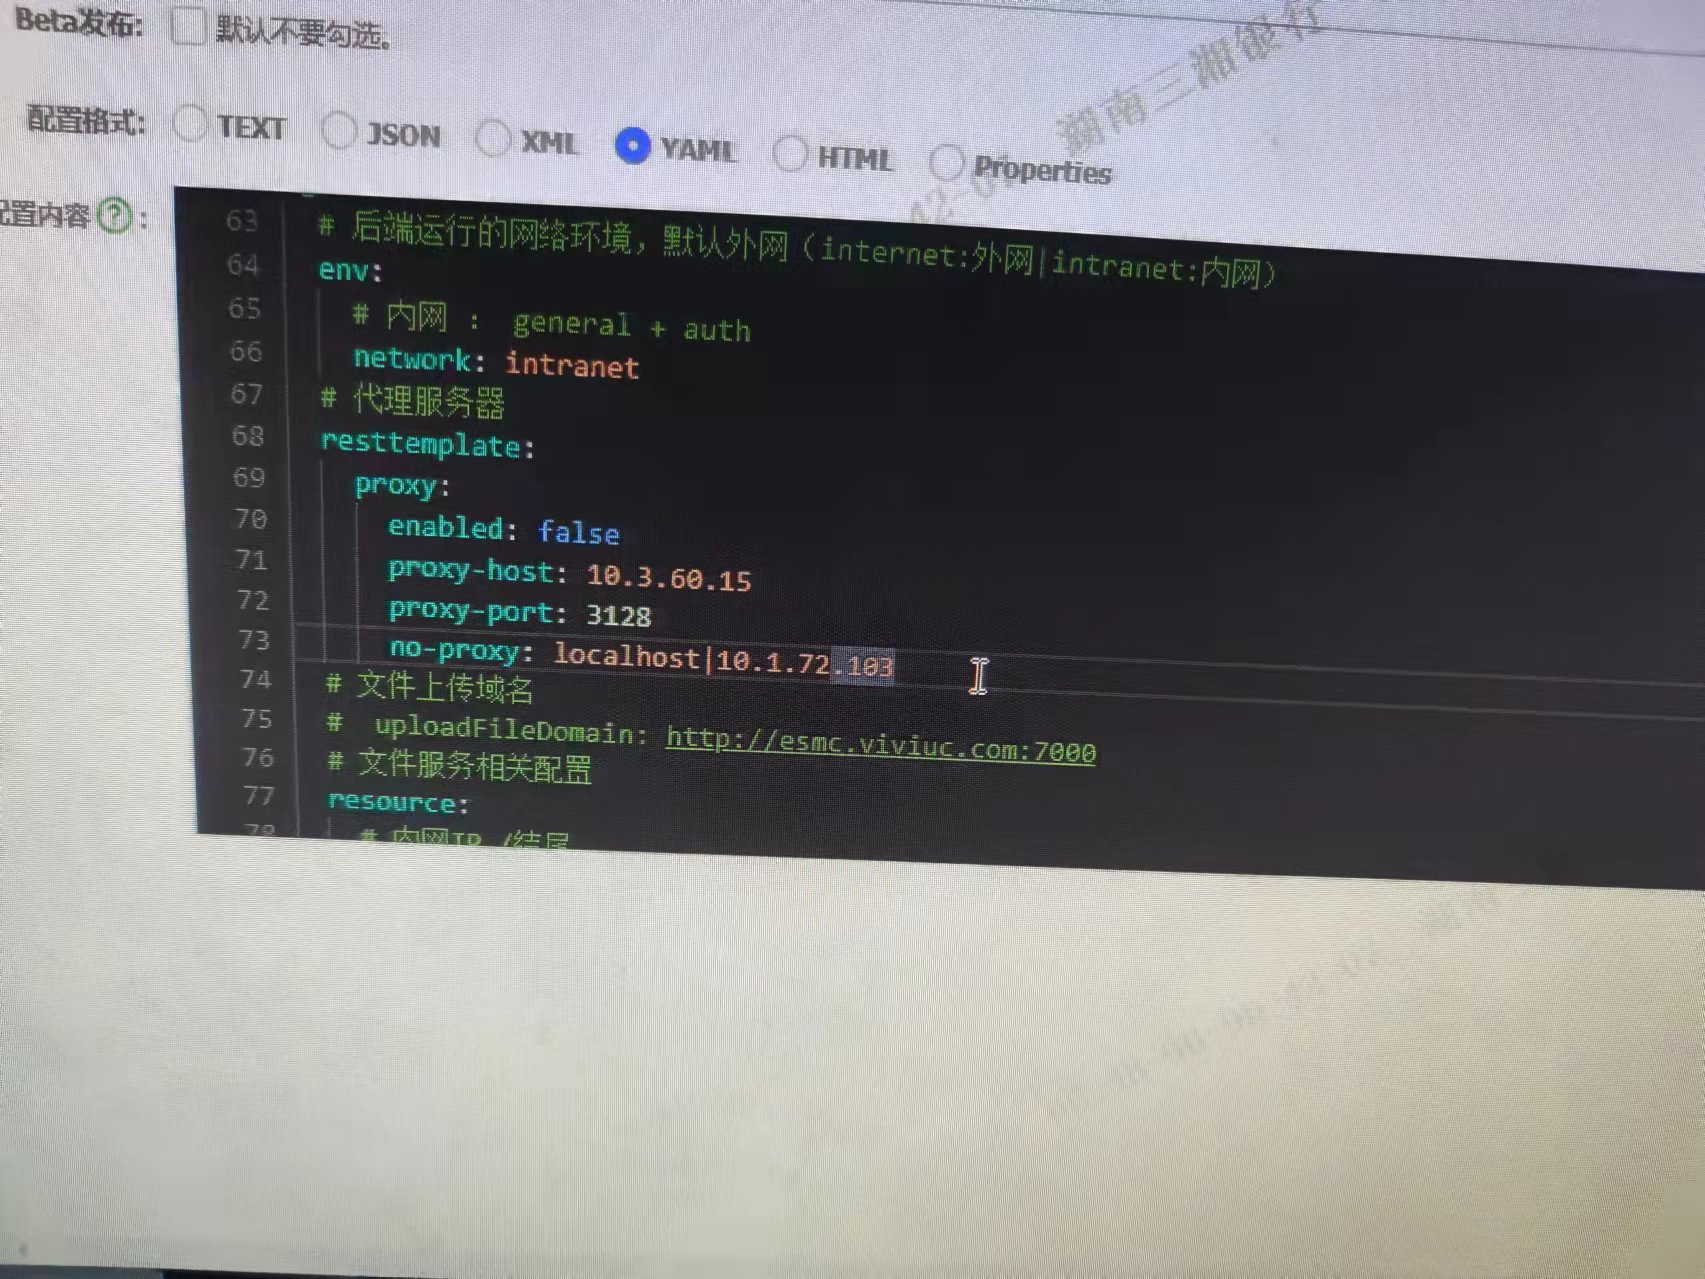 Beta发布: 默认不要勾选。
湖南三湘银行
配置格式: TEXT JSON XML YAML HTML Properties
配置内容 ? :
63 # 后端运行的网络环境，默认外网（internet:外网|intranet:内网）
64 env:
65 # 内网 ： general + auth
66 network: intranet
67 # 代理服务器
68 resttemplate:
69 proxy:
70 enabled: false
71 proxy-host: 10.3.60.15
72 proxy-port: 3128
73 no-proxy: localhost|10.1.72.103
74 # 文件上传域名
75 # uploadFileDomain: http://esmc.viviuc.com:7000
76 # 文件服务相关配置
77 resource:
78 # 内网IP /结尾